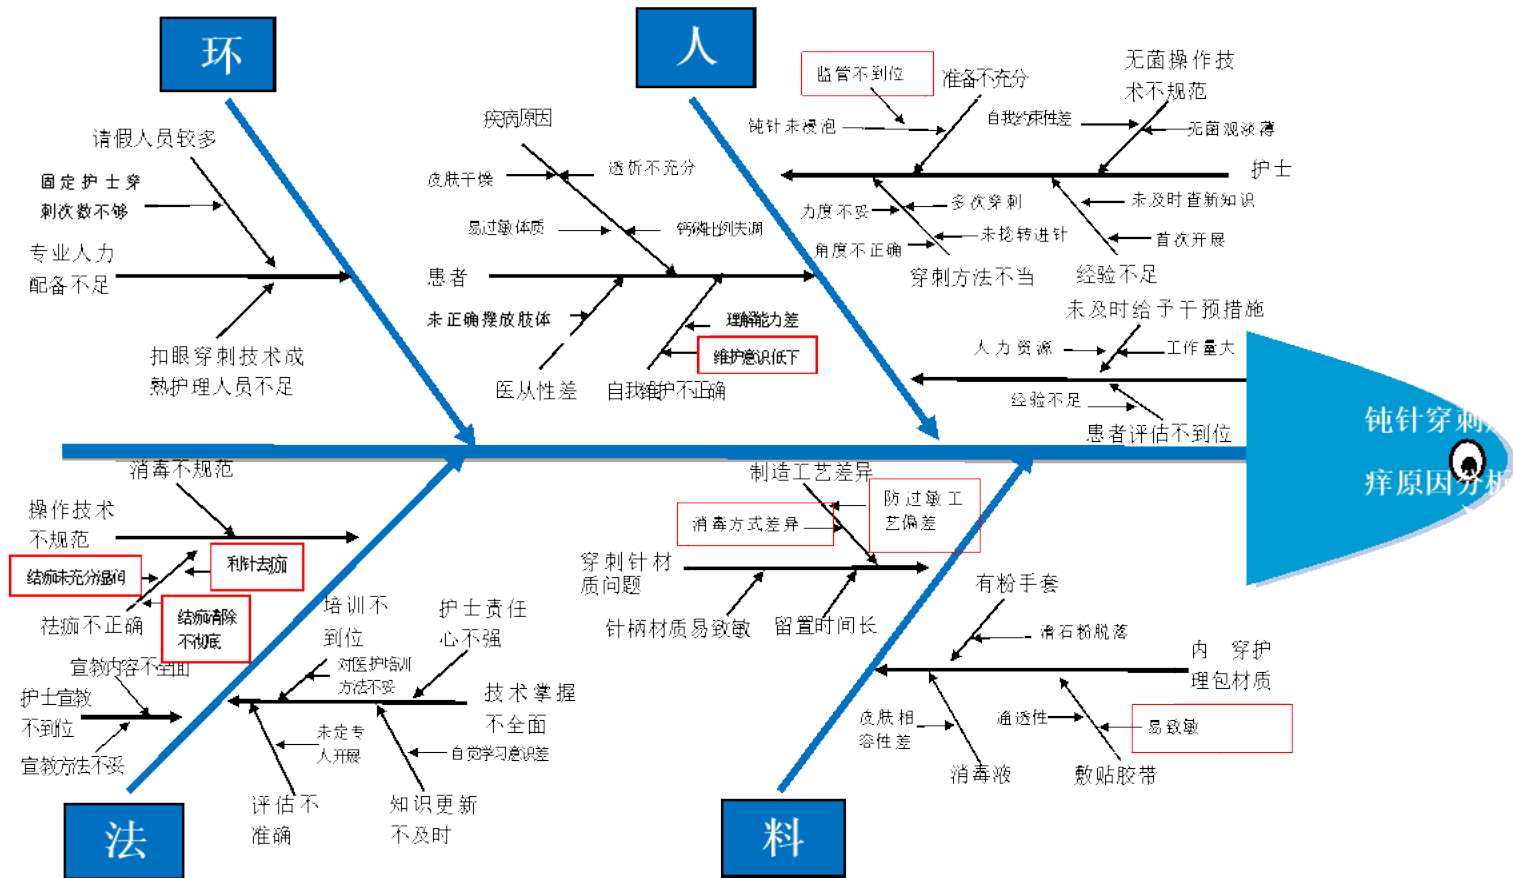 环
请假人员较多
固定护士穿
刺次数不够
专业人力
配备不足
扣眼穿刺技术成
熟护理人员不足
人
疾病原因
皮肤干燥
透析不充分
易过敏体质
钙磷比例失调
患者
未正确摆放肢体
理解能力差
维护意识低下
医从性差
自我维护不正确
监管不到位
准备不充分
钝针未浸泡
无菌操作技
术不规范
自我约束性差
无菌观淡薄
护士
力度不妥
多次穿刺
未捻转进针
角度不正确
穿刺方法不当
未及时查新知识
首次开展
经验不足
未及时给予干预措施
人力资源
工作量大
经验不足
患者评估不到位
钝针穿刺
痒原因分析
消毒不规范
操作技术
不规范
结痂未充分湿润
利针去痂
结痂清除
不彻底
祛痂不正确
宣教内容不全面
护士宣教
不到位
宣教方法不妥
培训不
到位
对医护培训
方法不妥
护士责任
心不强
技术掌握
不全面
未定专
人开展
自觉学习意识差
评估不
准确
知识更新
不及时
法
制造工艺差异
消毒方式差异
防过敏工
艺偏差
穿刺针材
质问题
针柄材质易致敏
留置时间长
有粉手套
滑石粉脱落
内 穿护
理包材质
皮肤相
容性差
通透性
易致敏
消毒液
敷贴胶带
料